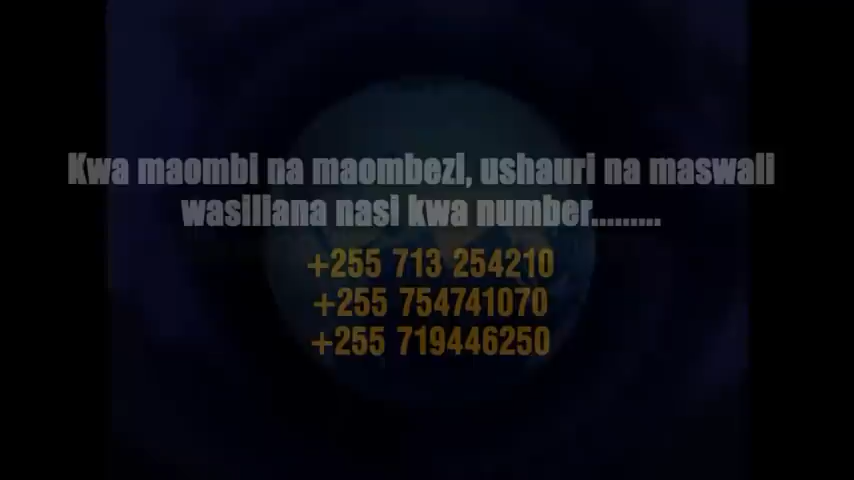 Kwa maombi na maombezi, ushauri na maswali
wasiliana nasi kwa number.........
+255 713 254210
+255 754741070
+255 719446250